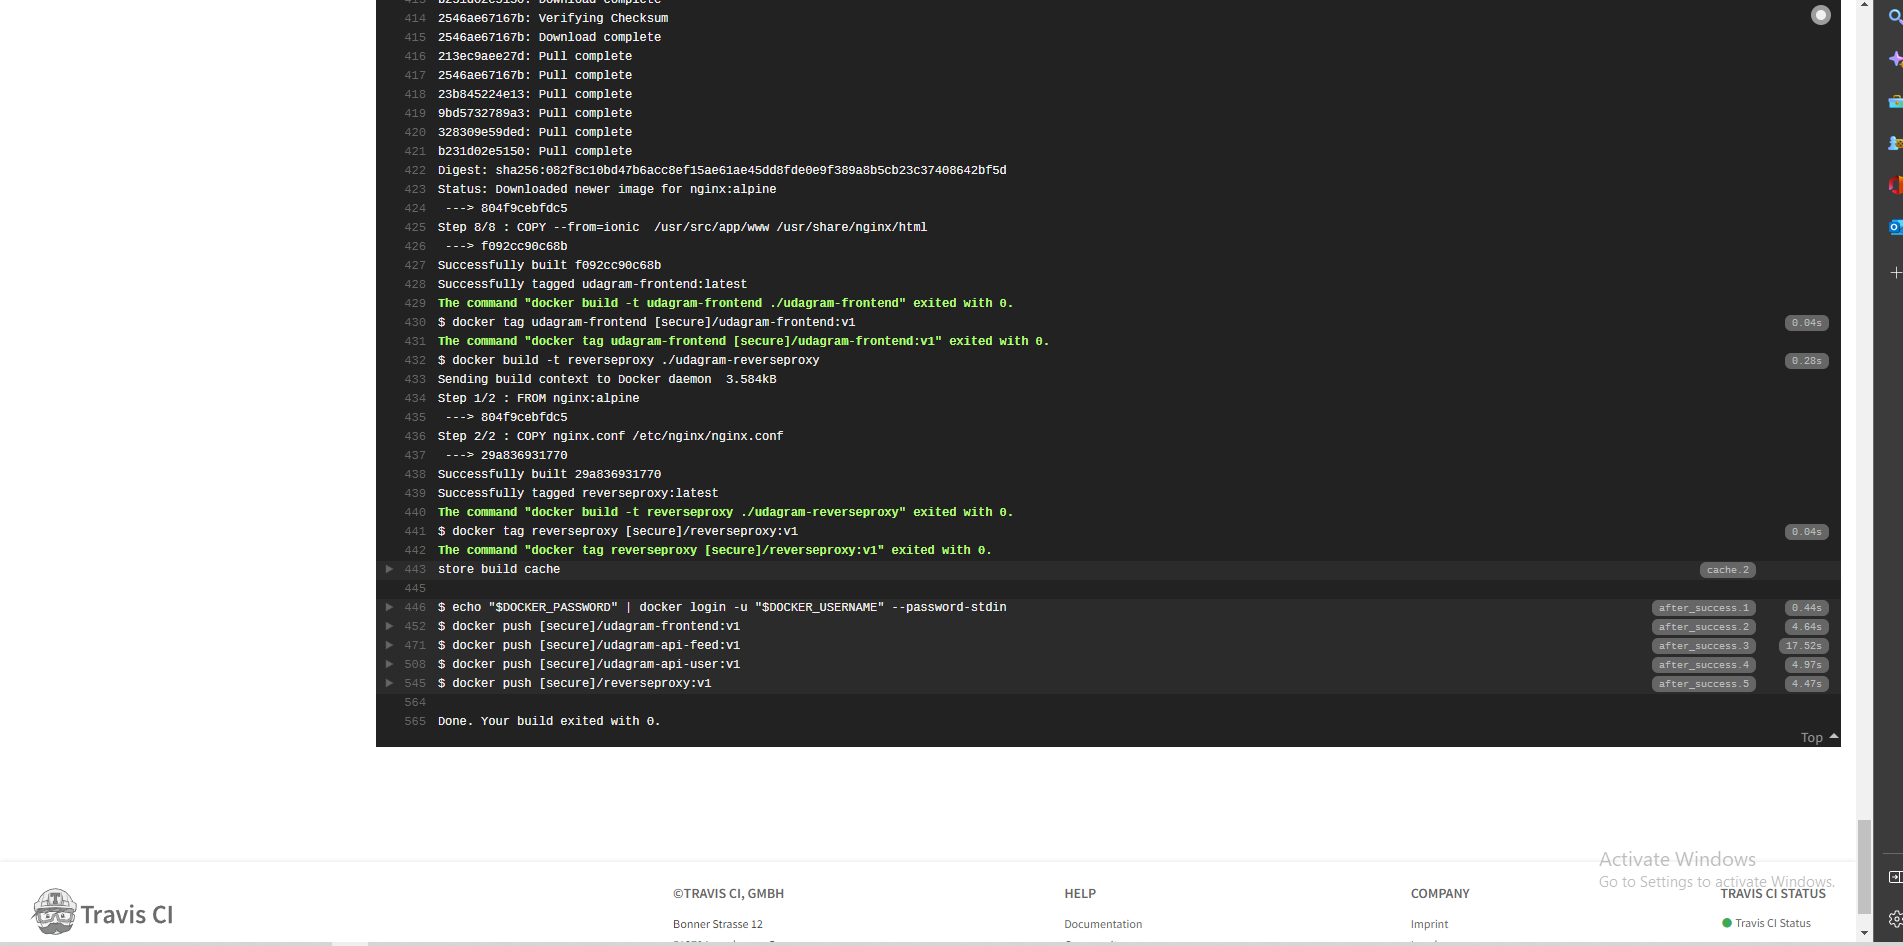 413 b231d02e5150: Download complete
414 2546ae67167b: Verifying Checksum
415 2546ae67167b: Download complete
416 213ec9aee27d: Pull complete
417 2546ae67167b: Pull complete
418 23b845224e13: Pull complete
419 9bd5732789a3: Pull complete
420 328309e59ded: Pull complete
421 b231d02e5150: Pull complete
422 Digest: sha256:082f8c10bd47b6acc8ef15ae61ae45dd8fde0e9f389a8b5cb23c37408642bf5d
423 Status: Downloaded newer image for nginx:alpine
424 ---> 804f9cebfdc5
425 Step 8/8 : COPY --from=ionic  /usr/src/app/www /usr/share/nginx/html
426 ---> f092cc90c68b
427 Successfully built f092cc90c68b
428 Successfully tagged udagram-frontend:latest
429 The command "docker build -t udagram-frontend ./udagram-frontend" exited with 0.
430 $ docker tag udagram-frontend [secure]/udagram-frontend:v1 0.04s
431 The command "docker tag udagram-frontend [secure]/udagram-frontend:v1" exited with 0.
432 $ docker build -t reverseproxy ./udagram-reverseproxy 0.28s
433 Sending build context to Docker daemon  3.584kB
434 Step 1/2 : FROM nginx:alpine
435 ---> 804f9cebfdc5
436 Step 2/2 : COPY nginx.conf /etc/nginx/nginx.conf
437 ---> 29a836931770
438 Successfully built 29a836931770
439 Successfully tagged reverseproxy:latest
440 The command "docker build -t reverseproxy ./udagram-reverseproxy" exited with 0.
441 $ docker tag reverseproxy [secure]/reverseproxy:v1 0.04s
442 The command "docker tag reverseproxy [secure]/reverseproxy:v1" exited with 0.
443 store build cache cache.2
445
446 $ echo "$DOCKER_PASSWORD" | docker login -u "$DOCKER_USERNAME" --password-stdin after_success.1 0.44s
452 $ docker push [secure]/udagram-frontend:v1 after_success.2 4.64s
471 $ docker push [secure]/udagram-api-feed:v1 after_success.3 17.52s
508 $ docker push [secure]/udagram-api-user:v1 after_success.4 4.97s
545 $ docker push [secure]/reverseproxy:v1 after_success.5 4.47s
564
565 Done. Your build exited with 0.
Top
Activate Windows
Go to Settings to activate Windows.
Travis CI
©TRAVIS CI, GMBH
Bonner Strasse 12
HELP
Documentation
COMPANY
Imprint
TRAVIS CI STATUS
Travis CI Status